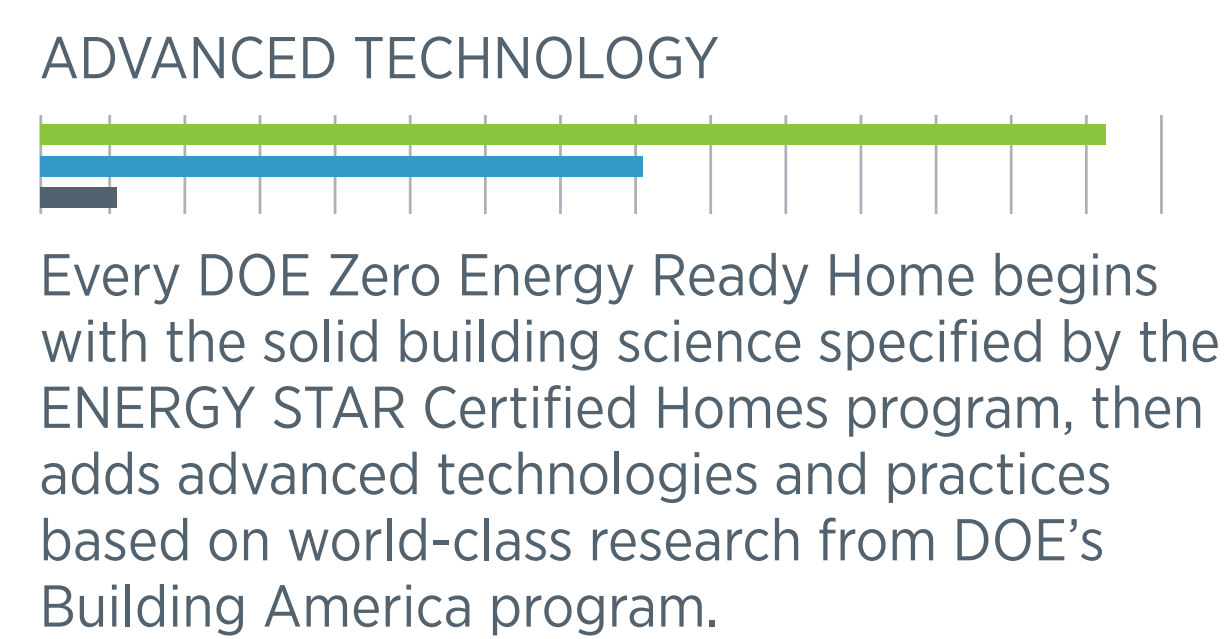 ADVANCED TECHNOLOGY
Every DOE Zero Energy Ready Home begins
with the solid building science specified by the
ENERGY STAR Certified Homes program, then
adds advanced technologies and practices
based on world-class research from DOE’s
Building America program.